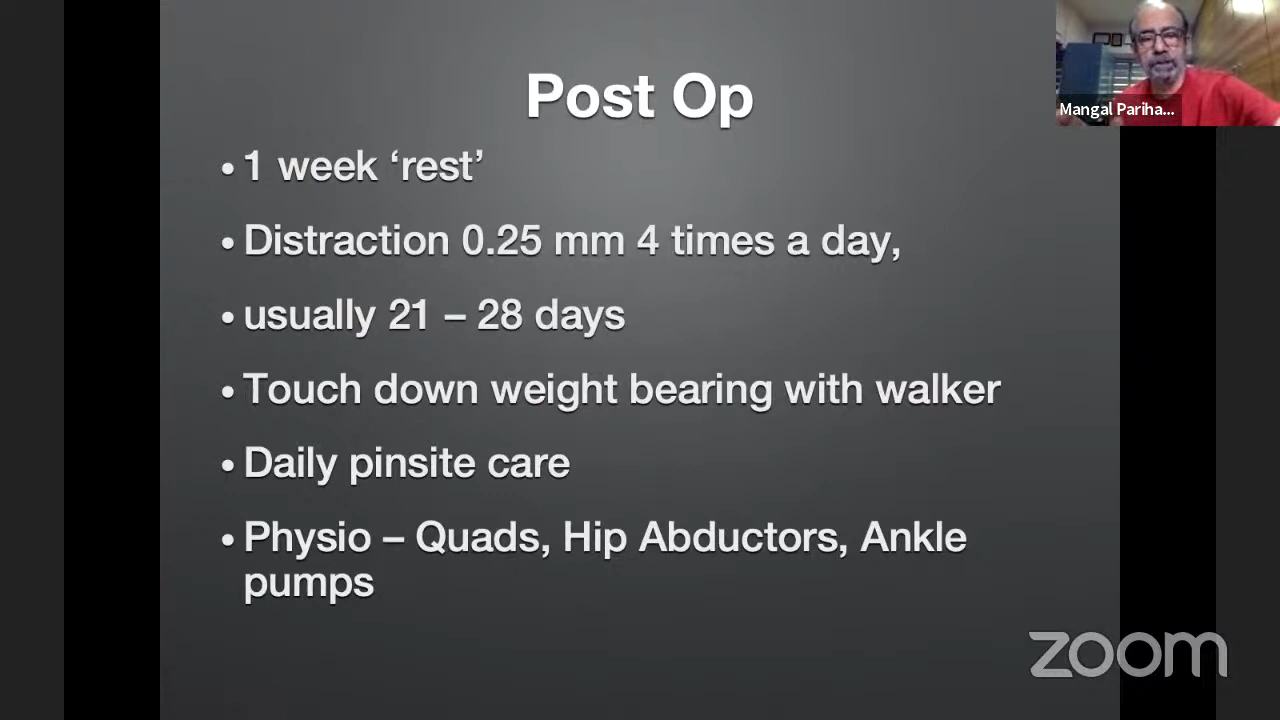 Post Op
Mangal Pariha...
• 1 week ‘rest’
• Distraction 0.25 mm 4 times a day,
• usually 21 – 28 days
• Touch down weight bearing with walker
• Daily pinsite care
• Physio – Quads, Hip Abductors, Ankle
pumps
zoom